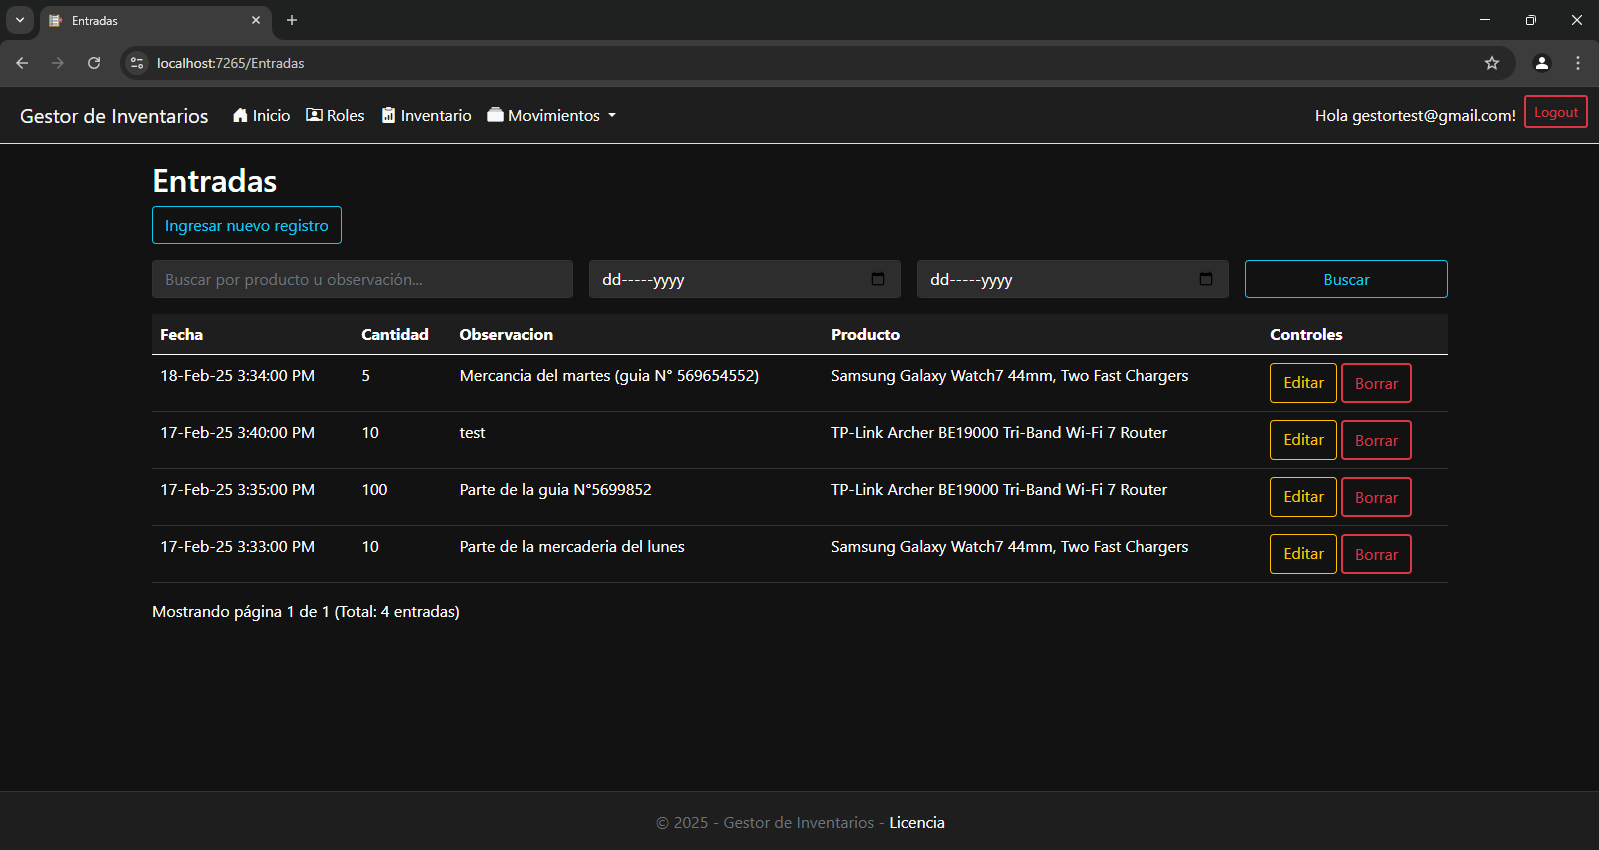 Entradas
localhost:7265/Entradas
Gestor de Inventarios Inicio Roles Inventario Movimientos Hola gestortest@gmail.com! Logout
Entradas
Ingresar nuevo registro
Buscar por producto u observación... dd-----yyyy dd-----yyyy Buscar
Fecha Cantidad Observacion Producto Controles
18-Feb-25 3:34:00 PM 5 Mercancia del martes (guia N° 569654552) Samsung Galaxy Watch7 44mm, Two Fast Chargers Editar Borrar
17-Feb-25 3:40:00 PM 10 test TP-Link Archer BE19000 Tri-Band Wi-Fi 7 Router Editar Borrar
17-Feb-25 3:35:00 PM 100 Parte de la guia N°5699852 TP-Link Archer BE19000 Tri-Band Wi-Fi 7 Router Editar Borrar
17-Feb-25 3:33:00 PM 10 Parte de la mercaderia del lunes Samsung Galaxy Watch7 44mm, Two Fast Chargers Editar Borrar
Mostrando página 1 de 1 (Total: 4 entradas)
© 2025 - Gestor de Inventarios - Licencia